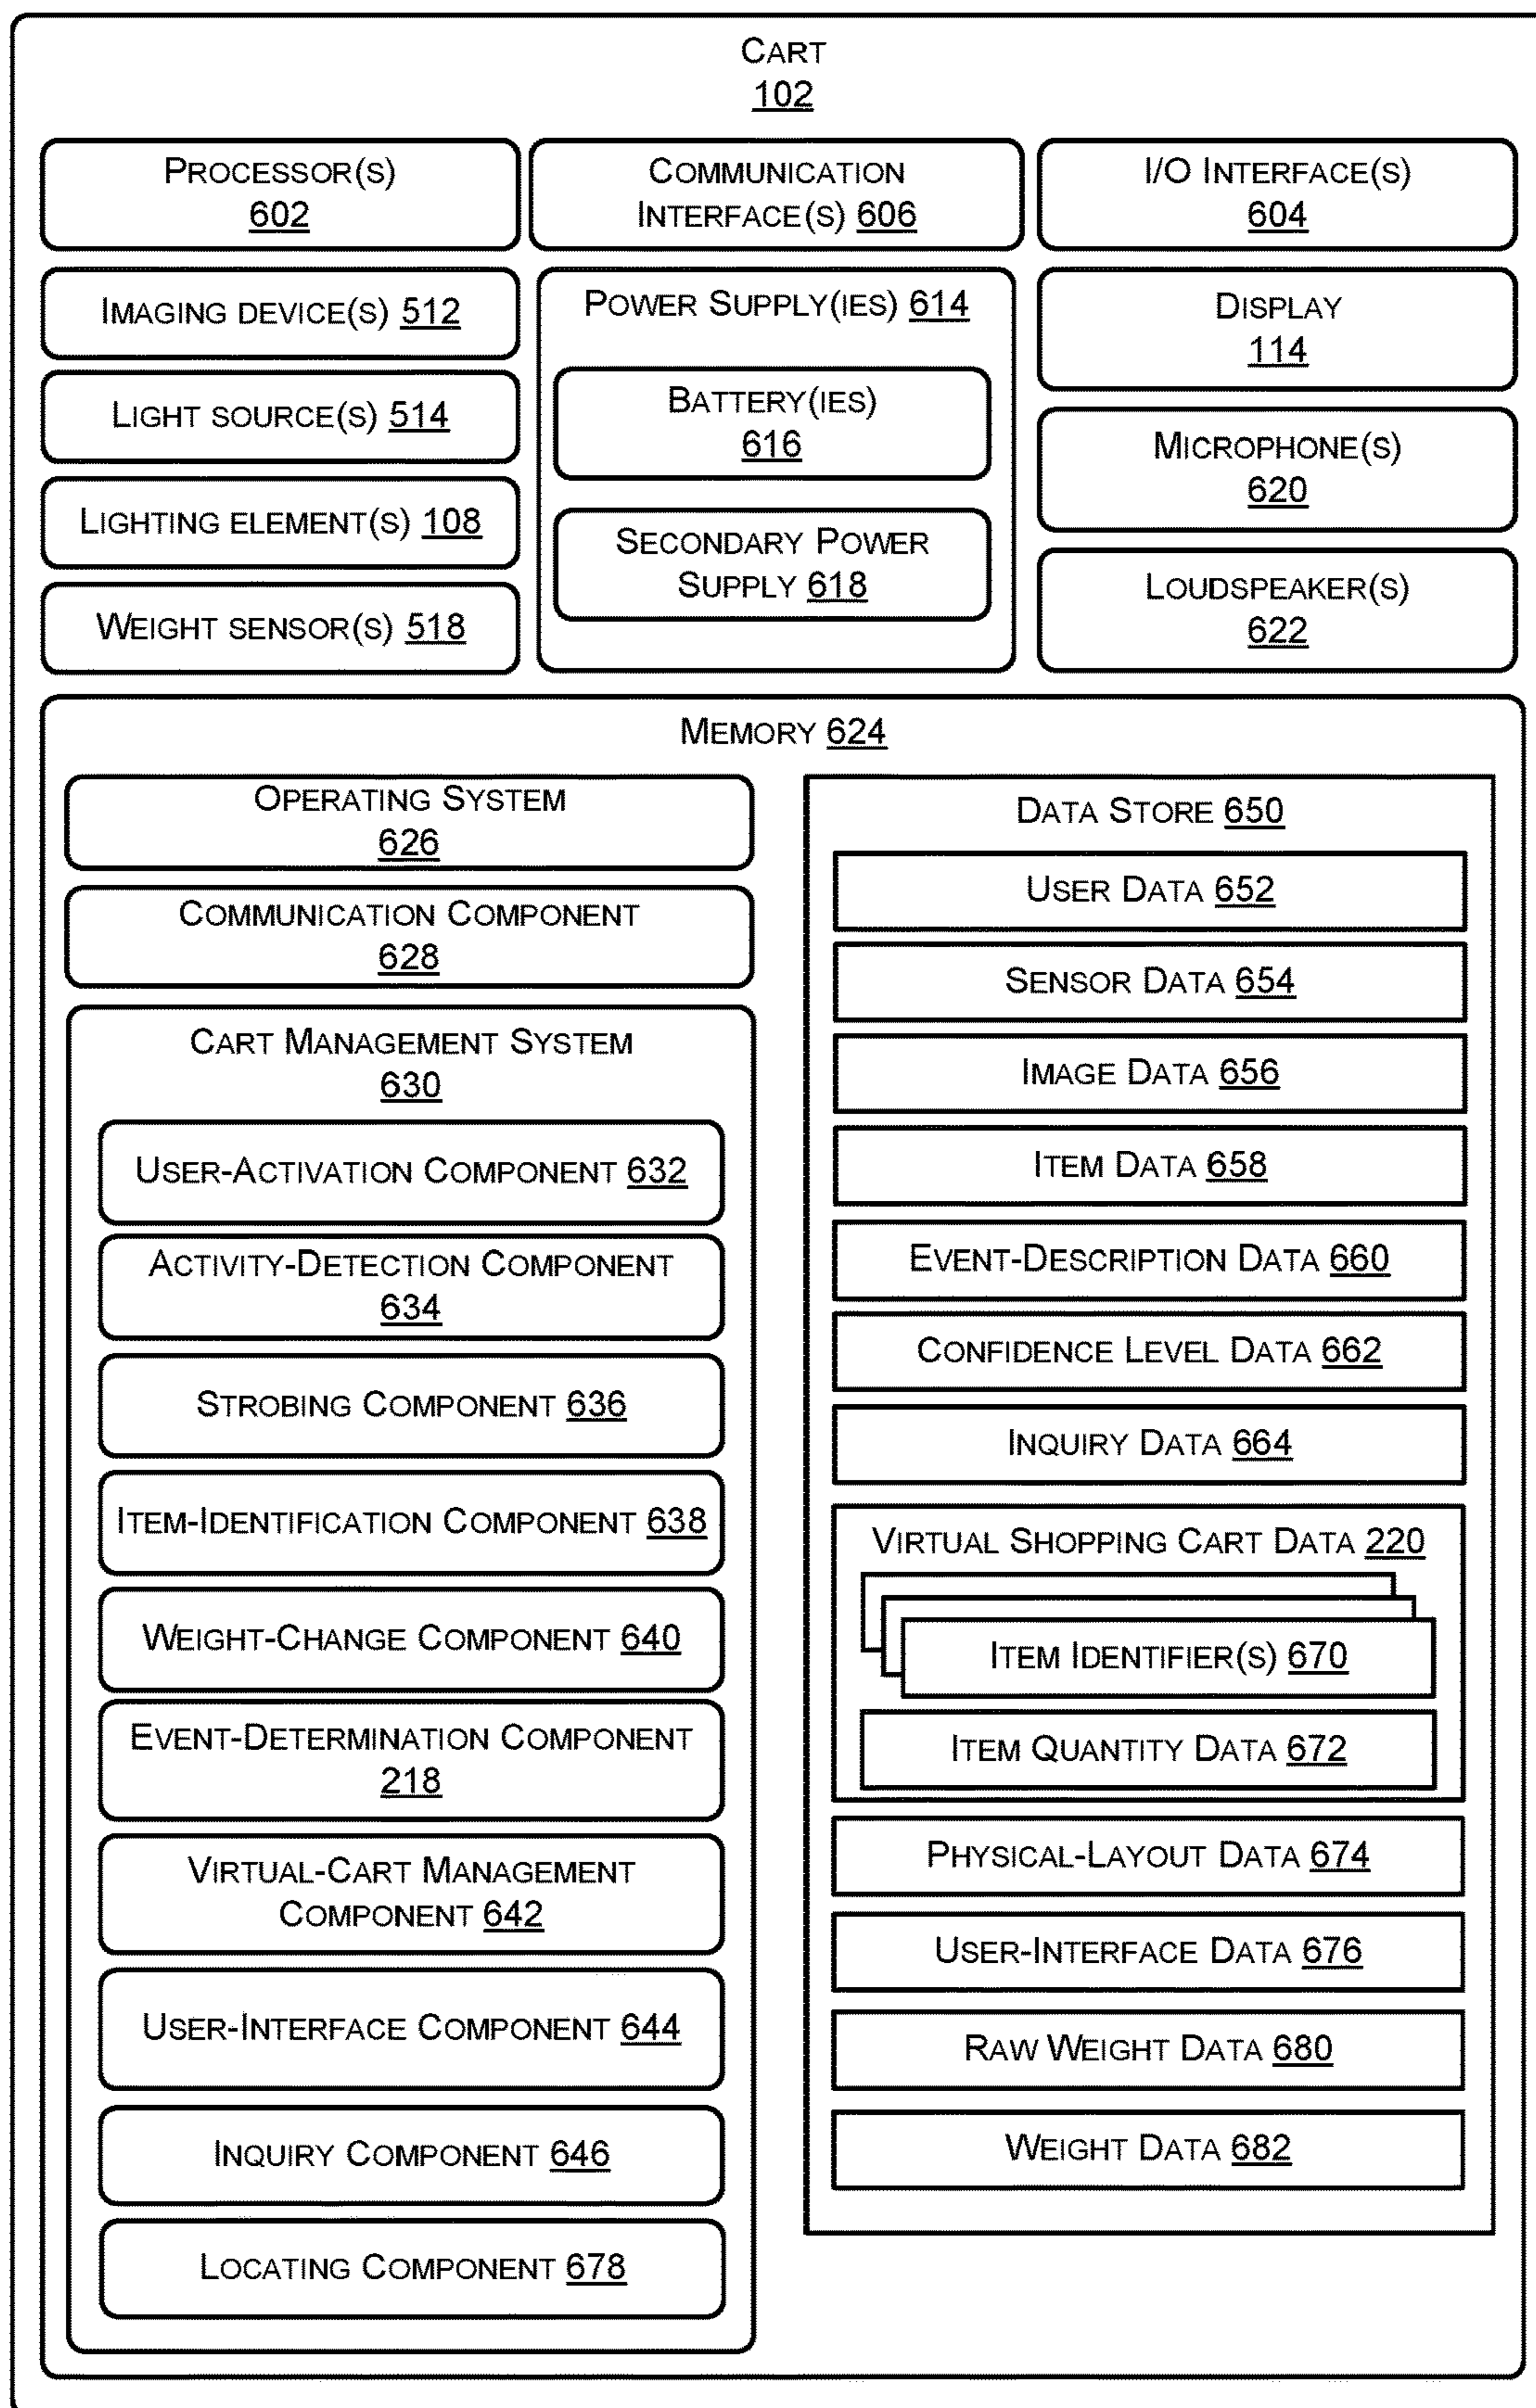 CART
102
PROCESSOR(S)
602
COMMUNICATION
INTERFACE(S) 606
I/O INTERFACE(S)
604
IMAGING DEVICE(S) 512
LIGHT SOURCE(S) 514
LIGHTING ELEMENT(S) 108
WEIGHT SENSOR(S) 518
POWER SUPPLY(IES) 614
BATTERY(IES)
616
SECONDARY POWER
SUPPLY 618
DISPLAY
114
MICROPHONE(S)
620
LOUDSPEAKER(S)
622
MEMORY 624
OPERATING SYSTEM
626
COMMUNICATION COMPONENT
628
CART MANAGEMENT SYSTEM
630
USER-ACTIVATION COMPONENT 632
ACTIVITY-DETECTION COMPONENT
634
STROBING COMPONENT 636
ITEM-IDENTIFICATION COMPONENT 638
WEIGHT-CHANGE COMPONENT 640
EVENT-DETERMINATION COMPONENT
218
VIRTUAL-CART MANAGEMENT
COMPONENT 642
USER-INTERFACE COMPONENT 644
INQUIRY COMPONENT 646
LOCATING COMPONENT 678
DATA STORE 650
USER DATA 652
SENSOR DATA 654
IMAGE DATA 656
ITEM DATA 658
EVENT-DESCRIPTION DATA 660
CONFIDENCE LEVEL DATA 662
INQUIRY DATA 664
VIRTUAL SHOPPING CART DATA 220
ITEM IDENTIFIER(S) 670
ITEM QUANTITY DATA 672
PHYSICAL-LAYOUT DATA 674
USER-INTERFACE DATA 676
RAW WEIGHT DATA 680
WEIGHT DATA 682